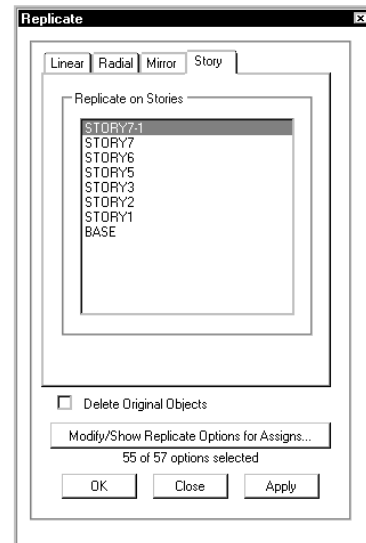 Replicate
Linear Radial Mirror Story
Replicate on Stories
STORY7-1
STORY7
STORY6
STORY5
STORY3
STORY2
STORY1
BASE
Delete Original Objects
Modify/Show Replicate Options for Assigns...
55 of 57 options selected
OK Close Apply